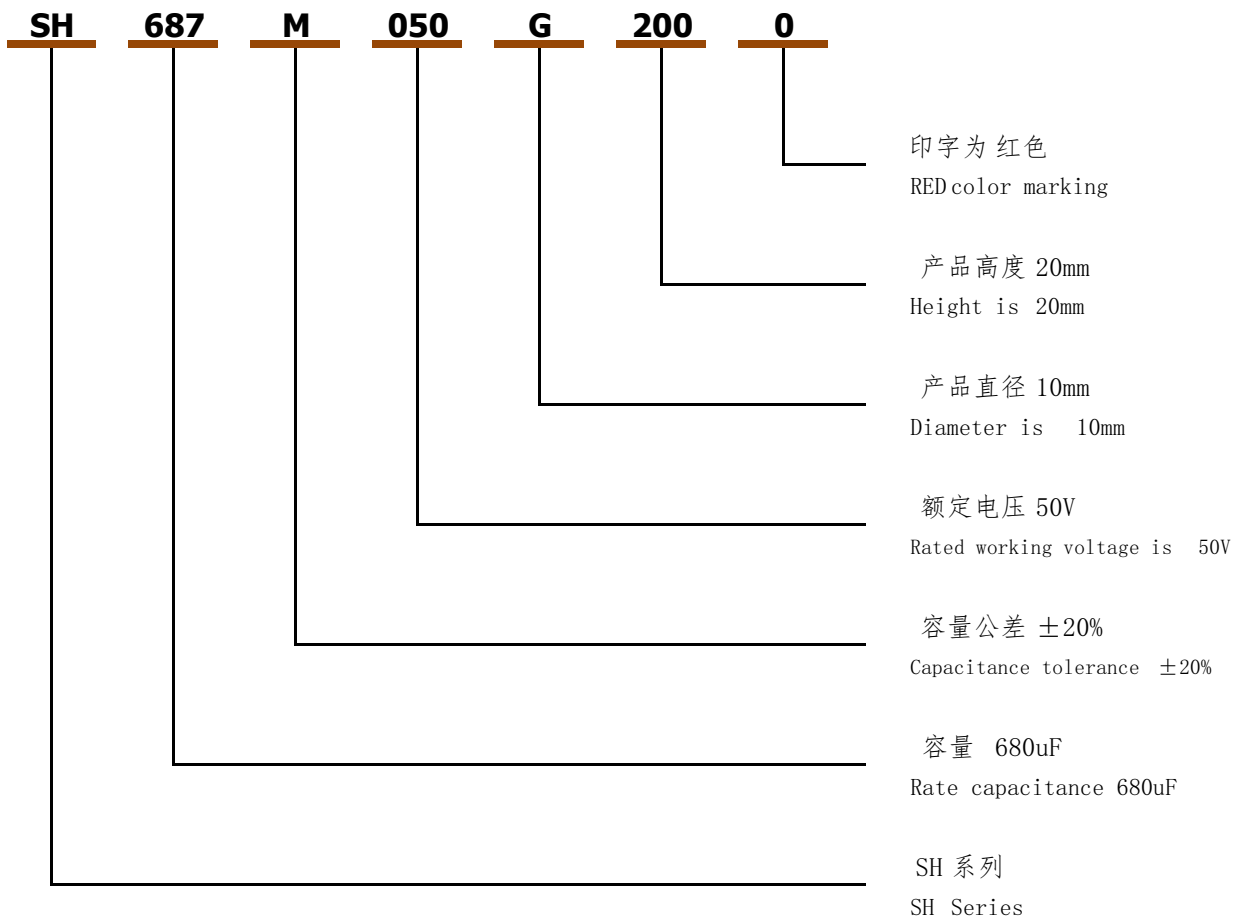 SH 687 M 050 G 200 0
印字为 红色
RED color marking
产品高度 20mm
Height is 20mm
产品直径 10mm
Diameter is 10mm
额定电压 50V
Rated working voltage is 50V
容量公差 ±20%
Capacitance tolerance ±20%
容量 680uF
Rate capacitance 680uF
SH 系列
SH Series